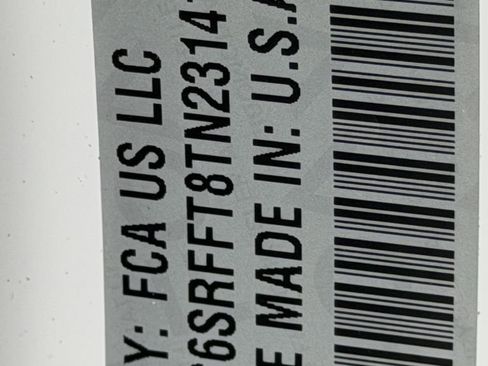 Y: FCA US LLC
6SRFFT8TN2314
E MADE IN: U.S.A